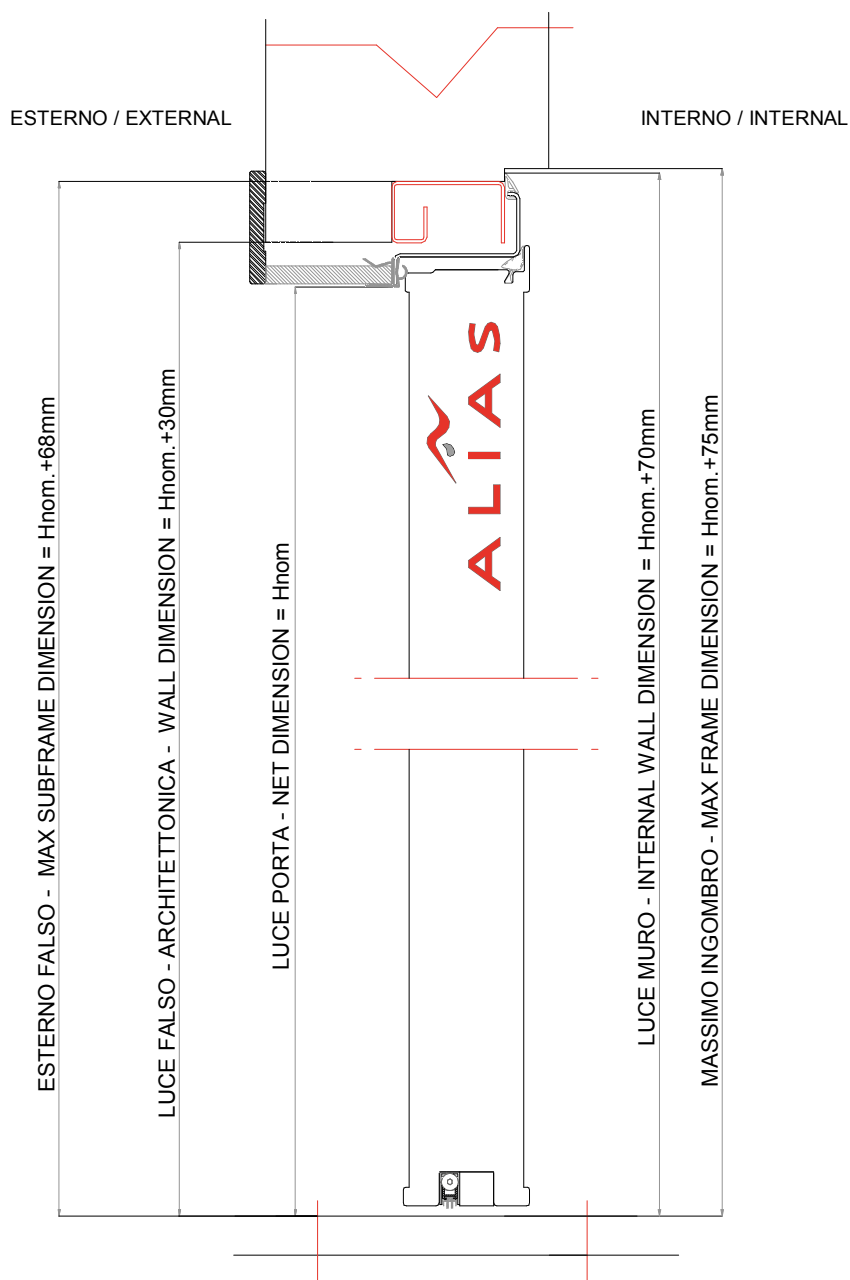 ESTERNO / EXTERNAL
INTERNO / INTERNAL
ESTERNO FALSO - MAX SUBFRAME DIMENSION = Hnom.+68mm
LUCE FALSO - ARCHITETTONICA - WALL DIMENSION = Hnom.+30mm
LUCE PORTA - NET DIMENSION = Hnom
ALIAS
LUCE MURO - INTERNAL WALL DIMENSION = Hnom.+70mm
MASSIMO INGOMBRO - MAX FRAME DIMENSION = Hnom.+75mm